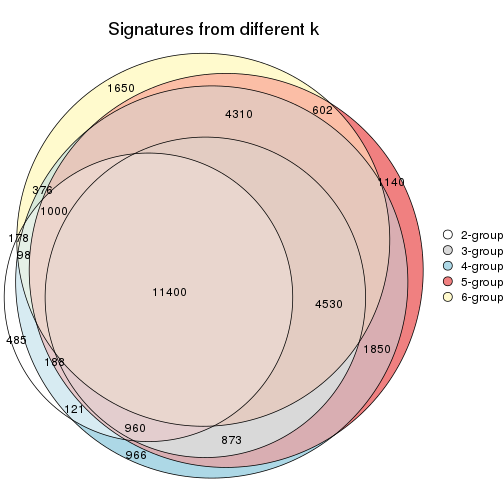 Signatures from different k
1650
602
4310
1140
376
1000
178
98
2-group
3-group
4-group
5-group
6-group
11400
4530
485
1850
188
121
960
873
966